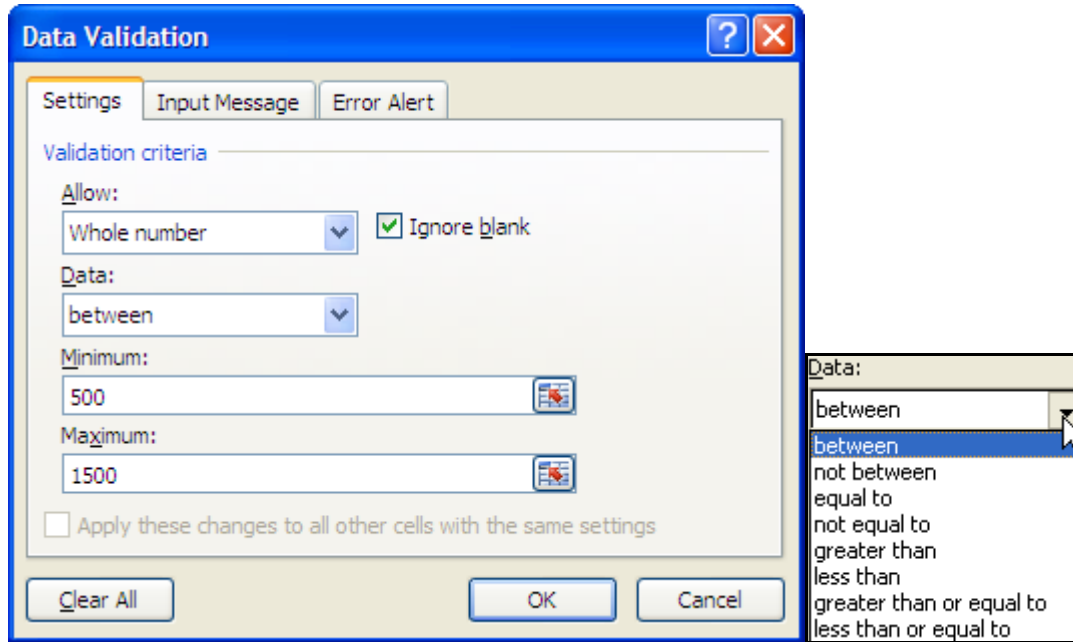 Data Validation
?
Settings
Input Message
Error Alert
Validation criteria
Allow:
Whole number
Ignore blank
Data:
between
Minimum:
500
Maximum:
1500
Apply these changes to all other cells with the same settings
Clear All
OK
Cancel
Data:
between
between
not between
equal to
not equal to
greater than
less than
greater than or equal to
less than or equal to